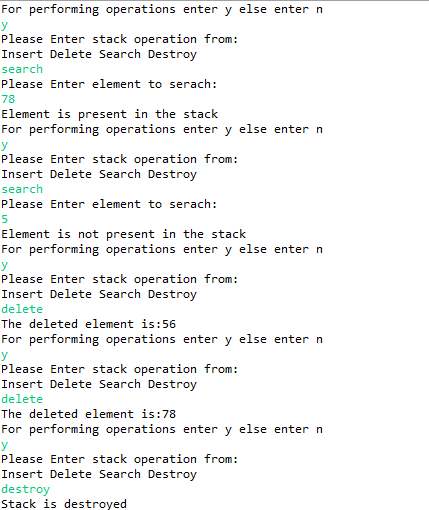 For performing operations enter y else enter n
y
Please Enter stack operation from:
Insert Delete Search Destroy
search
Please Enter element to serach:
78
Element is present in the stack
For performing operations enter y else enter n
y
Please Enter stack operation from:
Insert Delete Search Destroy
search
Please Enter element to serach:
5
Element is not present in the stack
For performing operations enter y else enter n
y
Please Enter stack operation from:
Insert Delete Search Destroy
delete
The deleted element is:56
For performing operations enter y else enter n
y
Please Enter stack operation from:
Insert Delete Search Destroy
delete
The deleted element is:78
For performing operations enter y else enter n
y
Please Enter stack operation from:
Insert Delete Search Destroy
destroy
Stack is destroyed